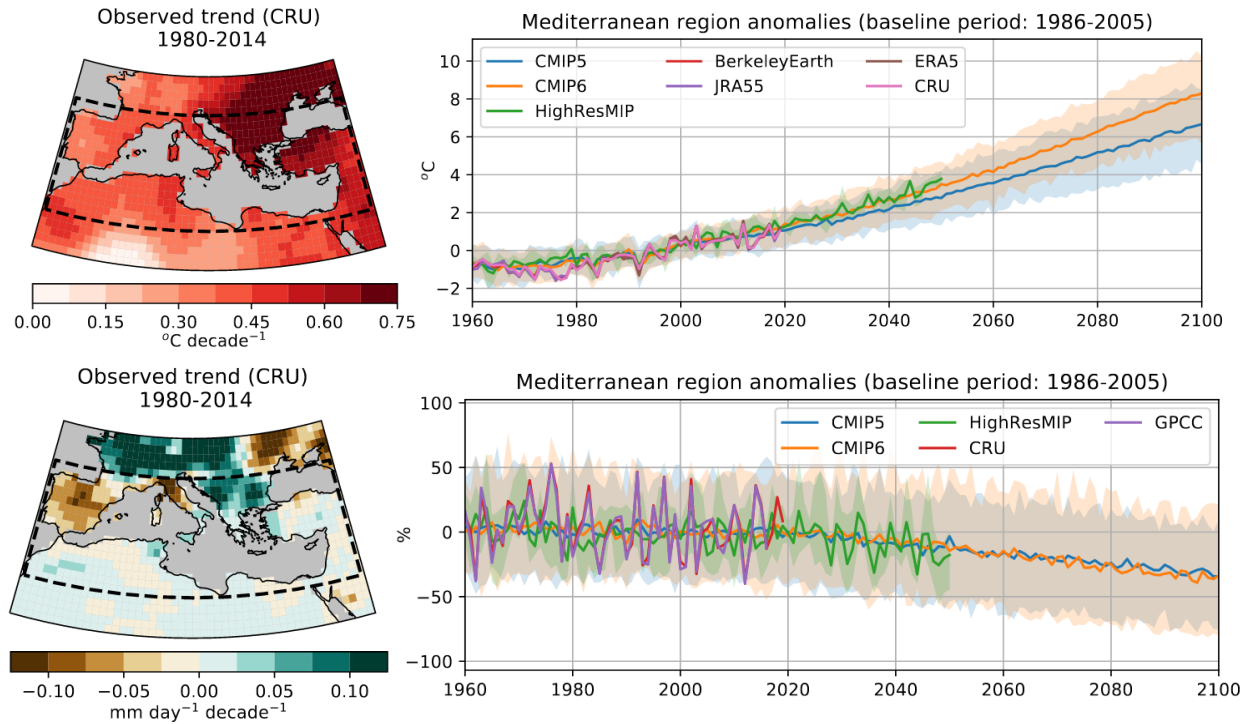 Observed trend (CRU)
1980-2014
0.00 0.15 0.30 0.45 0.60 0.75
°C decade⁻¹
Mediterranean region anomalies (baseline period: 1986-2005)
CMIP5 BerkeleyEarth ERA5
CMIP6 JRA55 CRU
HighResMIP
°C
10
8
6
4
2
0
−2
1960 1980 2000 2020 2040 2060 2080 2100
Observed trend (CRU)
1980-2014
−0.10 −0.05 0.00 0.05 0.10
mm day⁻¹ decade⁻¹
Mediterranean region anomalies (baseline period: 1986-2005)
CMIP5 HighResMIP GPCC
CMIP6 CRU
%
100
50
0
−50
−100
1960 1980 2000 2020 2040 2060 2080 2100